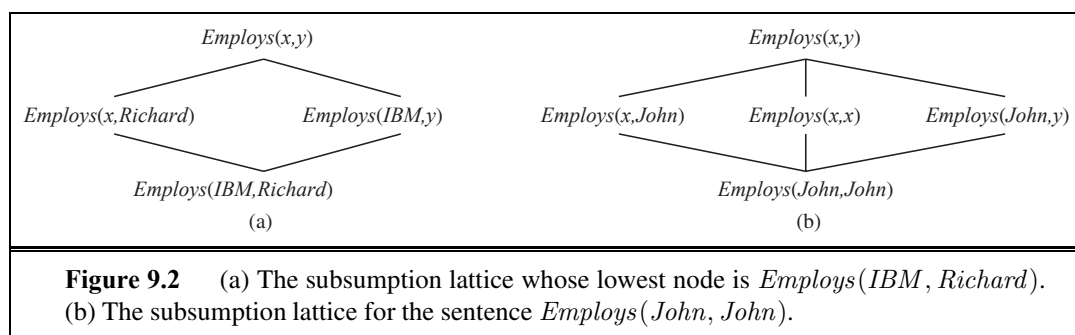 Employs(x,y) Employs(x,y)
Employs(x,Richard) Employs(IBM,y) Employs(x,John) Employs(x,x) Employs(John,y)
Employs(IBM,Richard) Employs(John,John)
(a) (b)
Figure 9.2 (a) The subsumption lattice whose lowest node is Employs(IBM, Richard).
(b) The subsumption lattice for the sentence Employs(John, John).